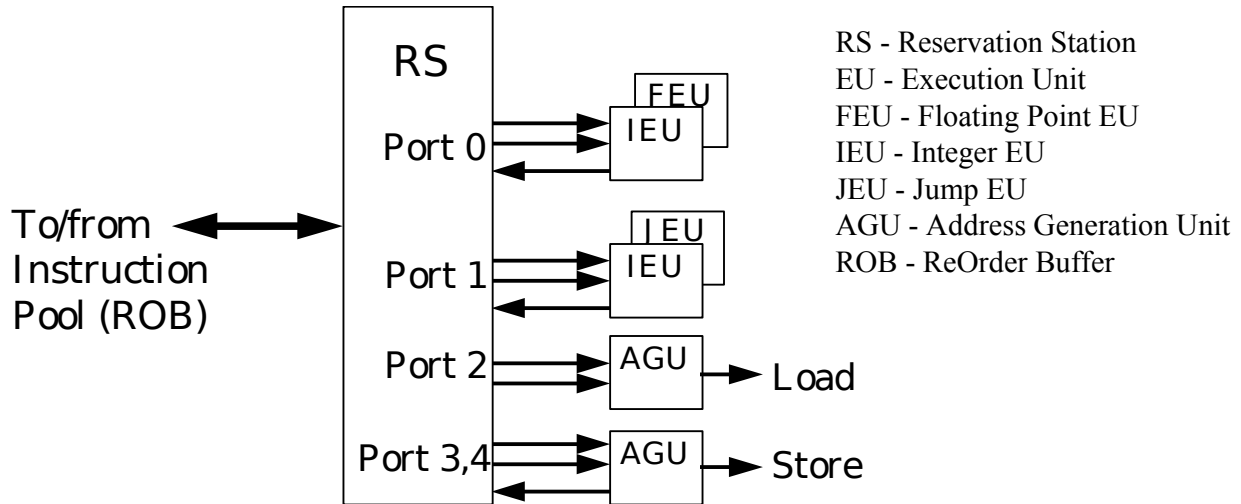 RS
FEU
IEU
Port 0
To/from
Instruction
Pool (ROB)
JEU
IEU
Port 1
Port 2
AGU
Load
Port 3,4
AGU
Store
RS - Reservation Station
EU - Execution Unit
FEU - Floating Point EU
IEU - Integer EU
JEU - Jump EU
AGU - Address Generation Unit
ROB - ReOrder Buffer